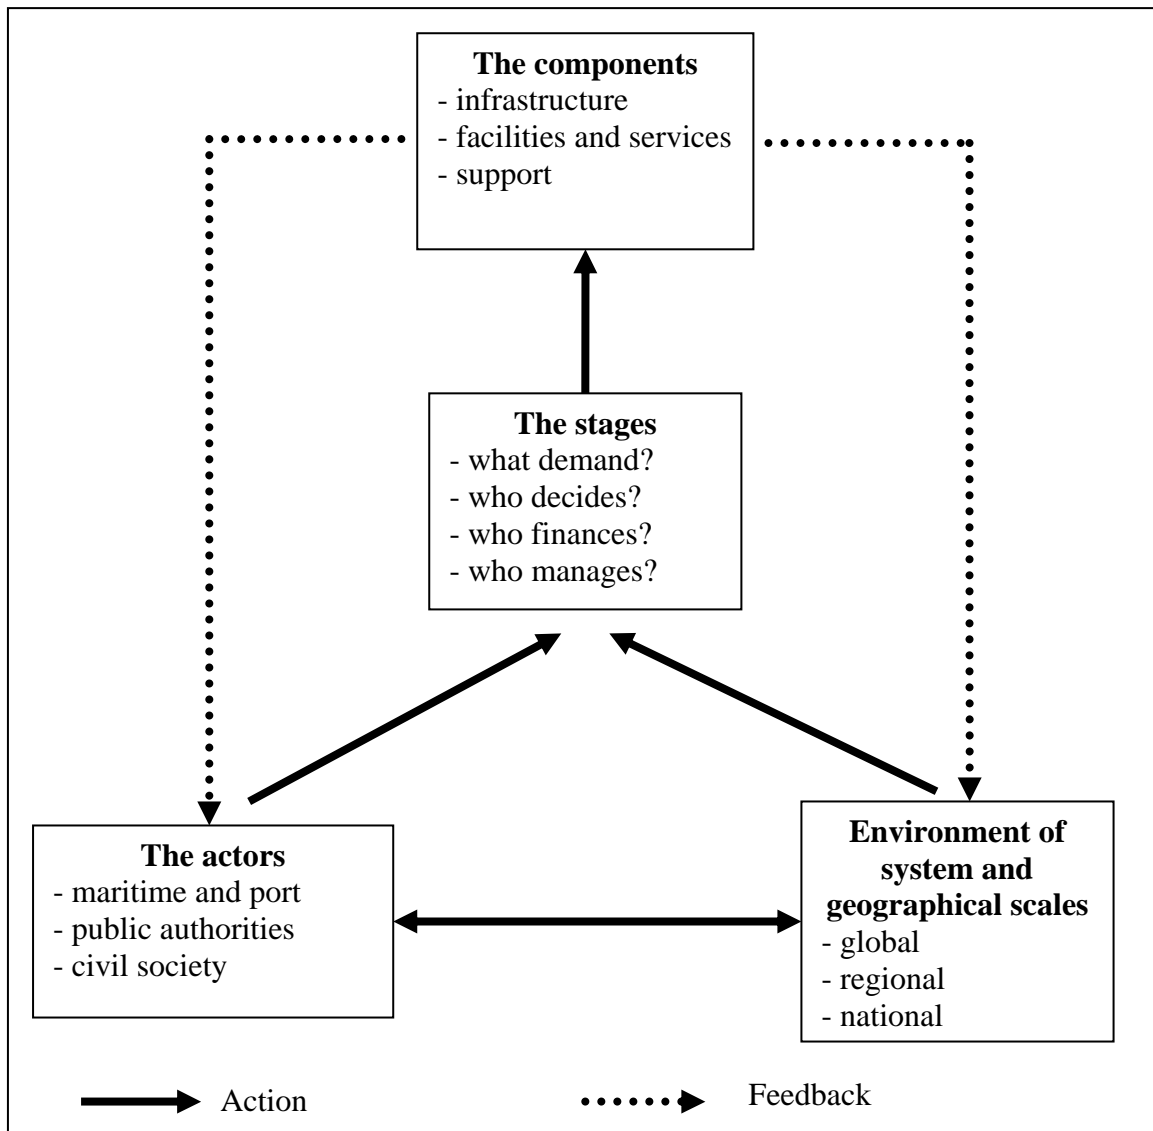 The components
- infrastructure
- facilities and services
- support
The stages
- what demand?
- who decides?
- who finances?
- who manages?
The actors
- maritime and port
- public authorities
- civil society
Environment of
system and
geographical scales
- global
- regional
- national
Action
Feedback